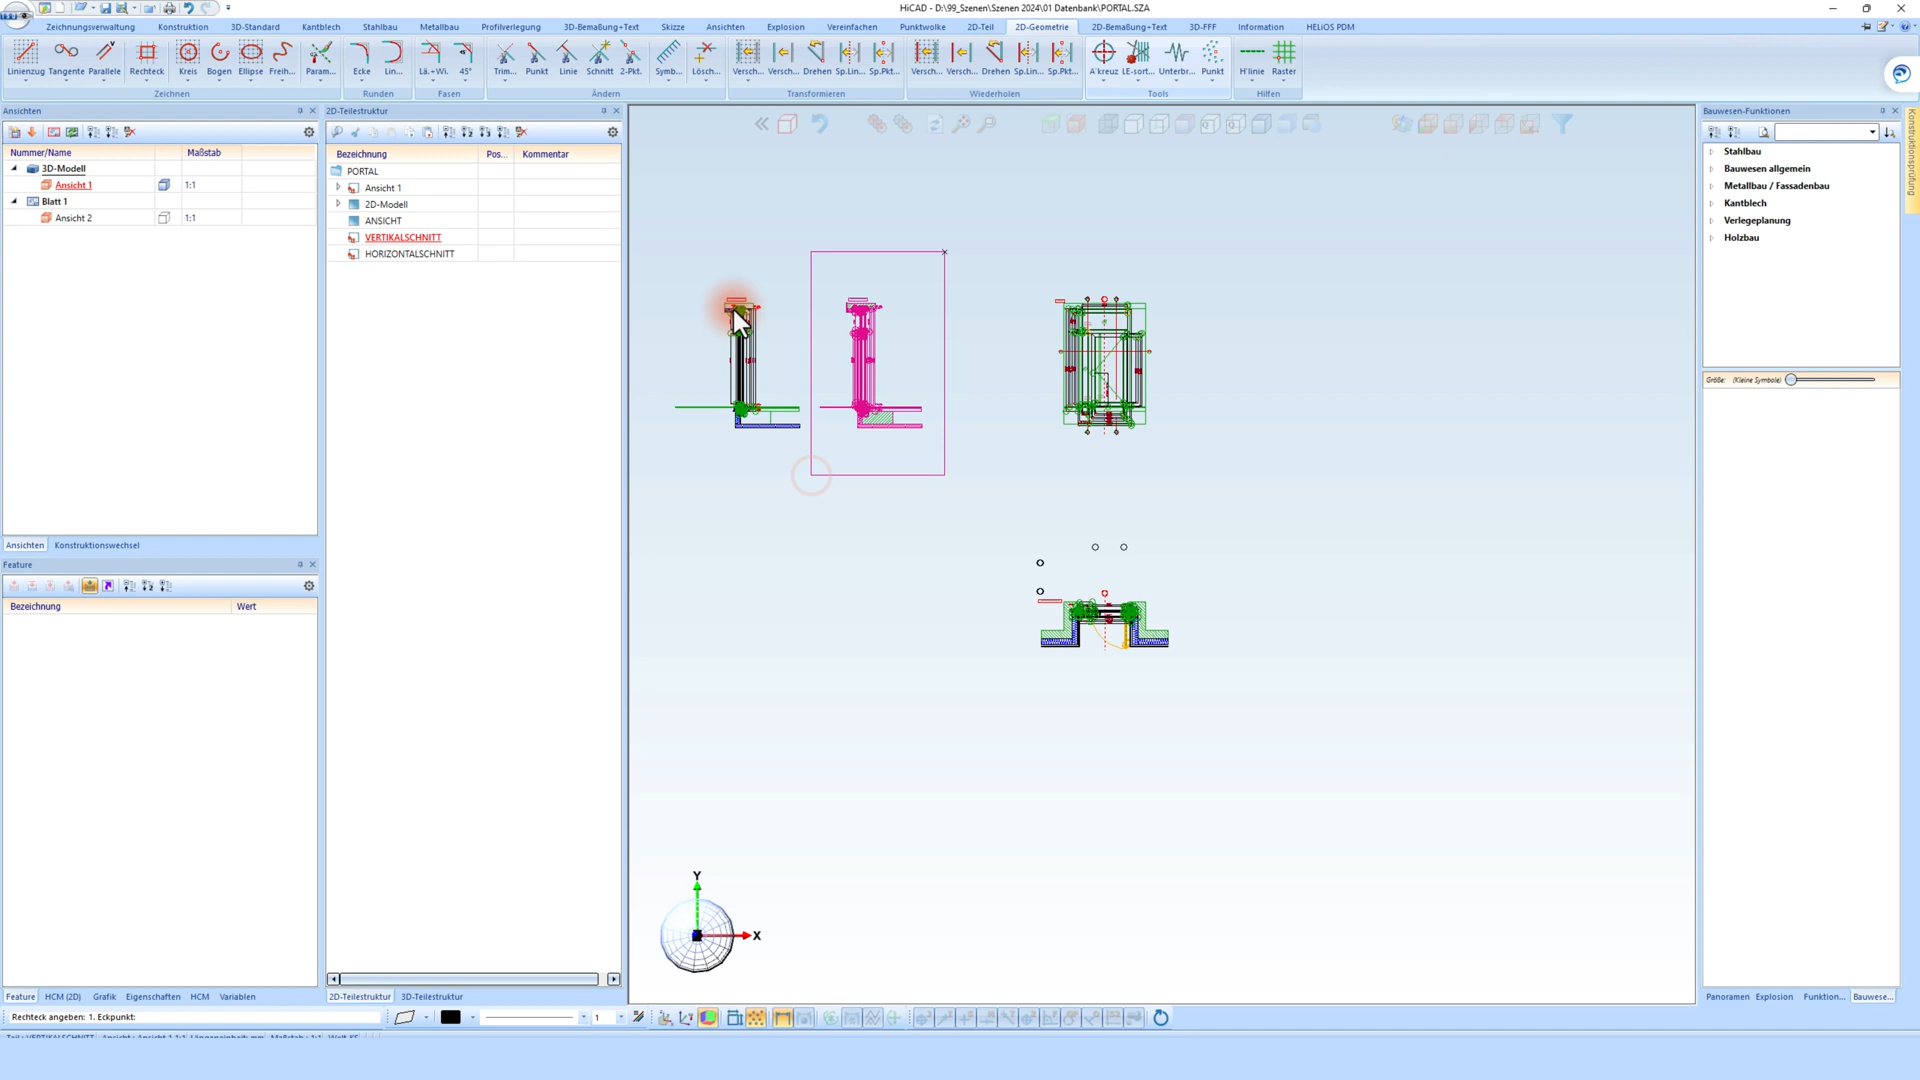 HiCAD - D:\99_Szenen\Szenen 2024\01 Datenbank\PORTAL.SZA
Zeichnungsverwaltung Konstruktion 3D-Standard Kantblech Stahlbau Metallbau Profilverlegung 3D-Bemaßung+Text Skizze Ansichten Explosion Vereinfachen Punktwolke 2D-Teil 2D-Geometrie 2D-Bemaßung+Text 3D-FFF Information HELiOS PDM
Linienzug Tangente Parallele Rechteck Kreis Bogen Ellipse Freih... Param... Ecke Lin... Lä.+Wi. 45° Trim... Punkt Linie Schnitt 2-Pkt. Symb... Lösch... Versch... Versch... Drehen Sp.Lin... Sp.Pkt... Versch... Versch... Drehen Sp.Lin... Sp.Pkt... A'kreuz LE-sort... Unterbr... Punkt H'linie Raster
Zeichnen Runden Fasen Ändern Transformieren Wiederholen Tools Hilfen
Ansichten
Nummer/Name Maßstab
3D-Modell
Ansicht 1 1:1
Blatt 1
Ansicht 2 1:1
Ansichten Konstruktionswechsel
Feature
Bezeichnung Wert
Feature HCM (2D) Grafik Eigenschaften HCM Variablen
2D-Teilestruktur
Bezeichnung Pos... Kommentar
PORTAL
Ansicht 1
2D-Modell
ANSICHT
VERTIKALSCHNITT
HORIZONTALSCHNITT
2D-Teilestruktur 3D-Teilestruktur
Y
X
Bauwesen-Funktionen
Stahlbau
Bauwesen allgemein
Metallbau / Fassadenbau
Kantblech
Verlegeplanung
Holzbau
Größe: (Kleine Symbole)
Panoramen Explosion Funktion... Bauwese...
Konstruktionsprüfung
Rechteck angeben: 1. Eckpunkt: 1